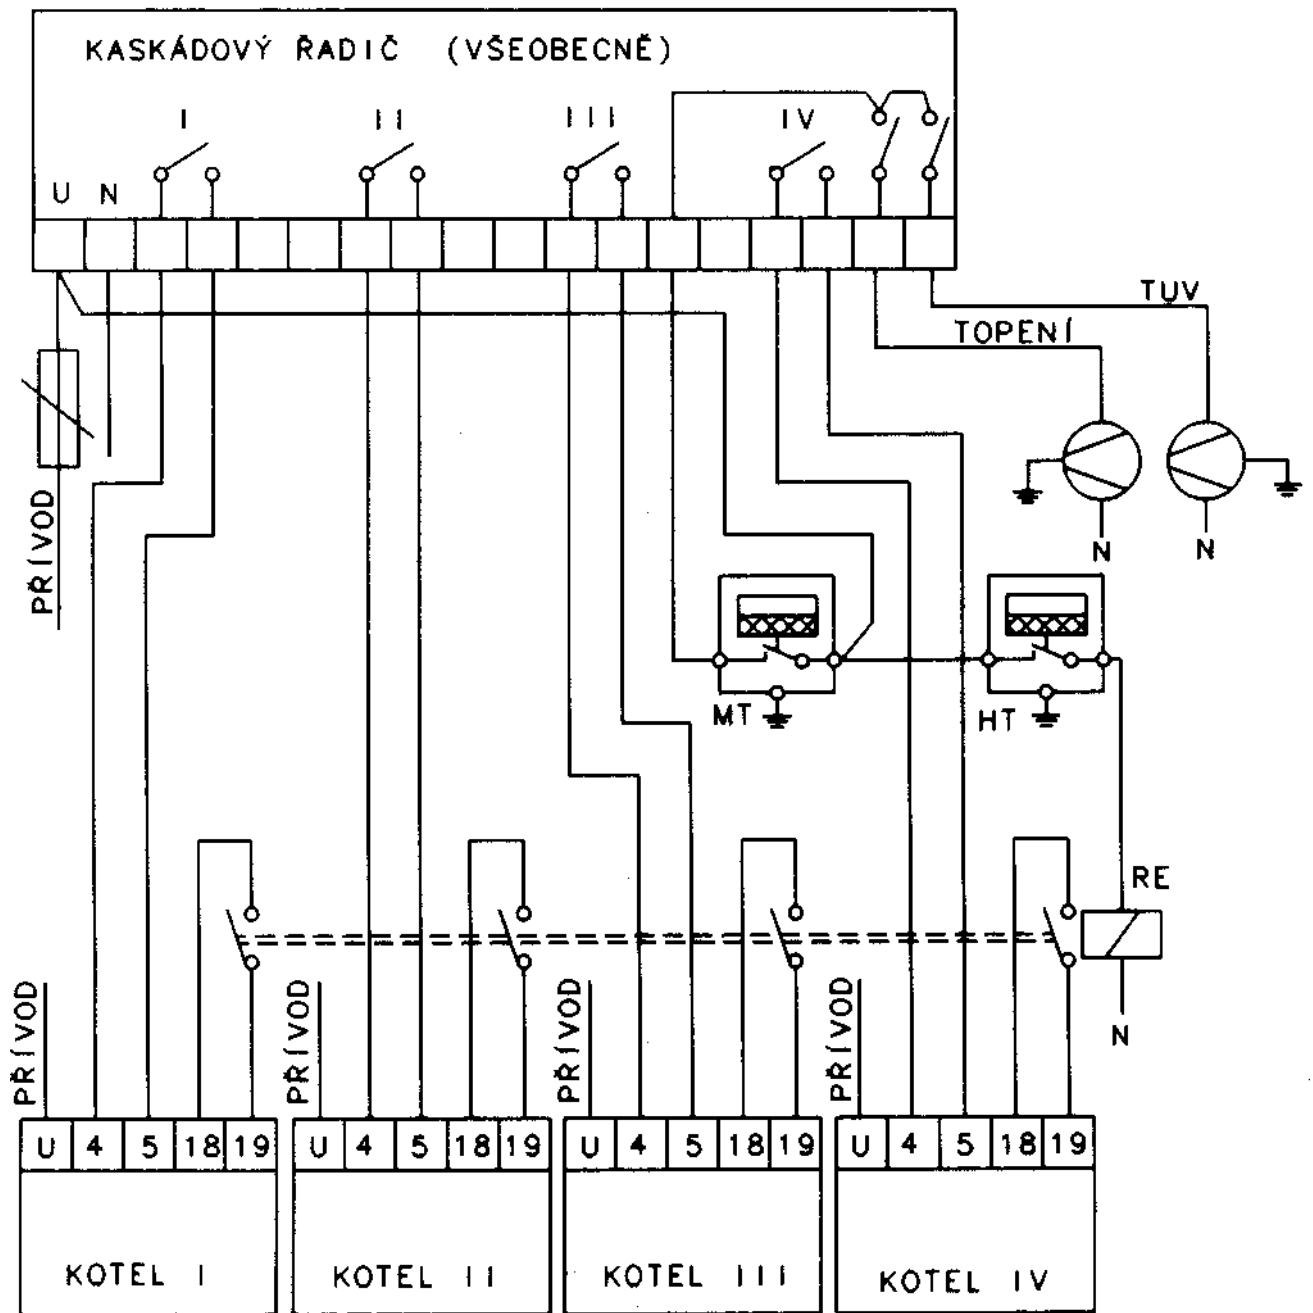 KASKÁDOVÝ ŘADIČ (VŠEOBECNĚ)
I II III IV
U N
TUV
TOPENÍ
PŘÍVOD
N N
MT HT
RE
N
PŘÍVOD PŘÍVOD PŘÍVOD PŘÍVOD
U 4 5 18 19 U 4 5 18 19 U 4 5 18 19 U 4 5 18 19
KOTEL I KOTEL II KOTEL III KOTEL IV